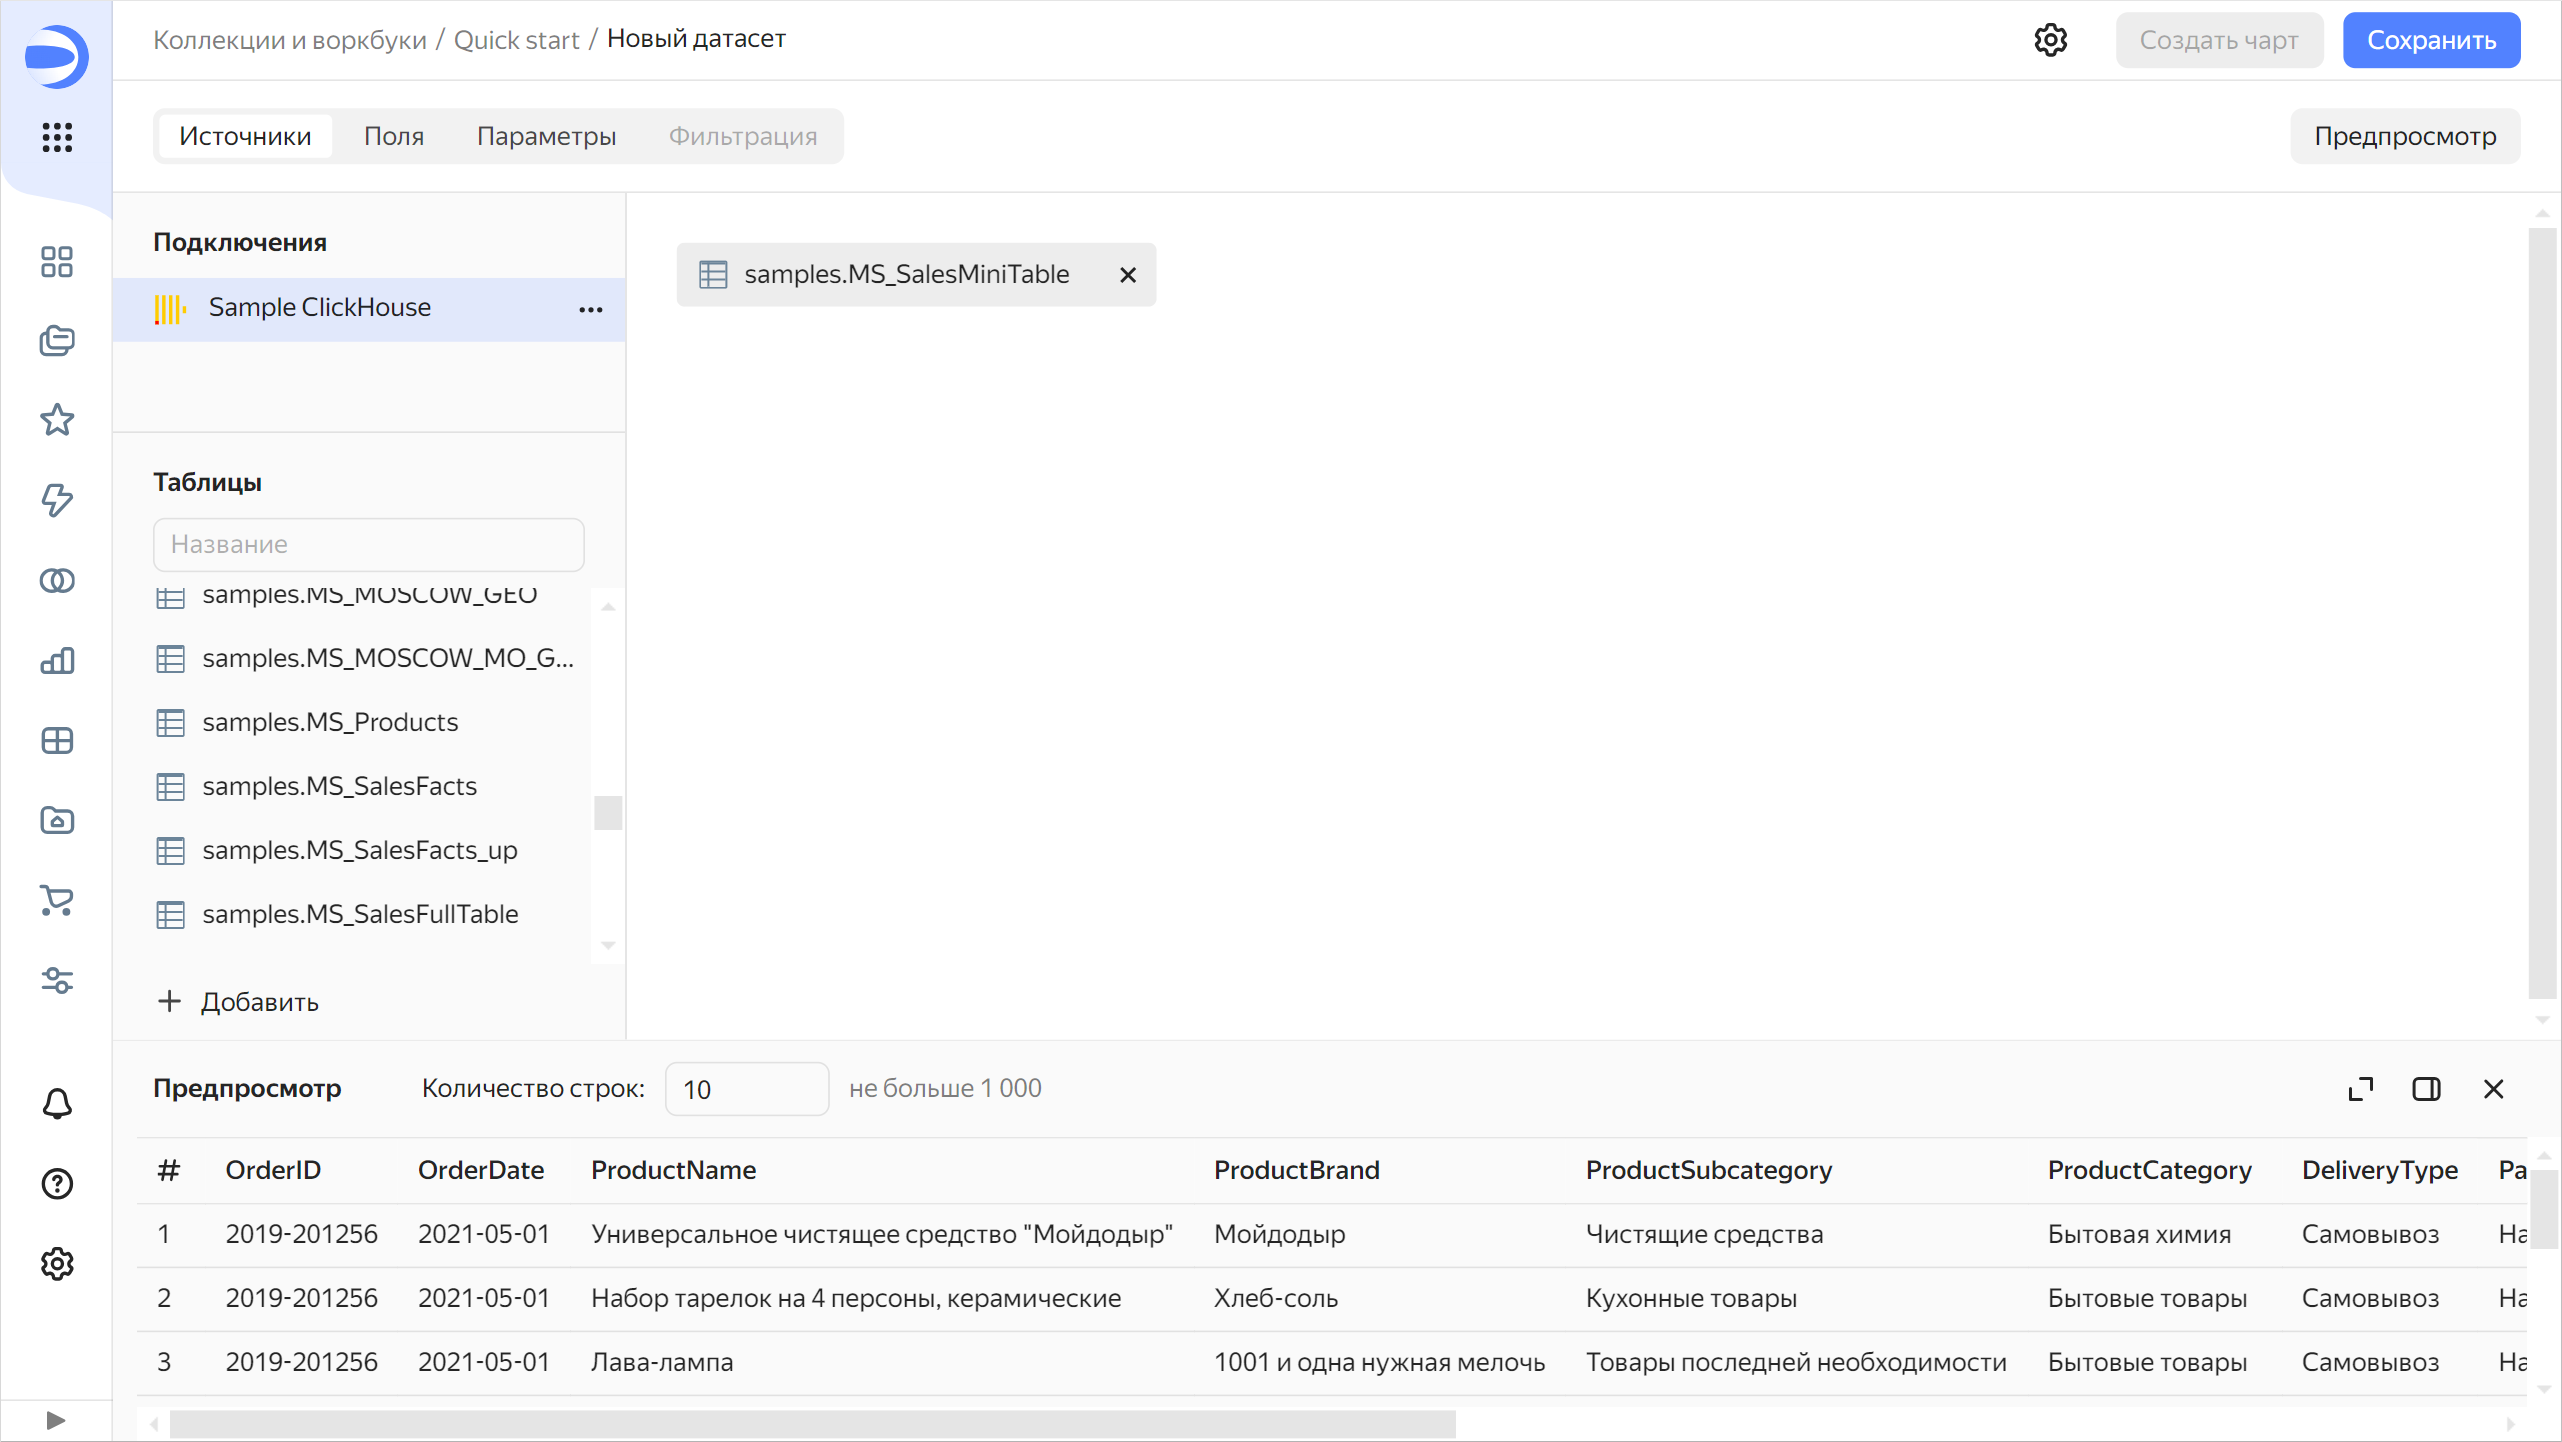 Коллекции и воркбуки / Quick start / Новый датасет
Создать чарт
Сохранить
Источники Поля Параметры Фильтрация
Предпросмотр
Подключения
Sample ClickHouse
samples.MS_SalesMiniTable
Таблицы
Название
samples.MS_MOSCOW_GEO
samples.MS_MOSCOW_MO_G...
samples.MS_Products
samples.MS_SalesFacts
samples.MS_SalesFacts_up
samples.MS_SalesFullTable
Добавить
Предпросмотр Количество строк: 10 не больше 1 000
# OrderID OrderDate ProductName ProductBrand ProductSubcategory ProductCategory DeliveryType Pa
1 2019-201256 2021-05-01 Универсальное чистящее средство "Мойдодыр" Мойдодыр Чистящие средства Бытовая химия Самовывоз На
2 2019-201256 2021-05-01 Набор тарелок на 4 персоны, керамические Хлеб-соль Кухонные товары Бытовые товары Самовывоз На
3 2019-201256 2021-05-01 Лава-лампа 1001 и одна нужная мелочь Товары последней необходимости Бытовые товары Самовывоз На